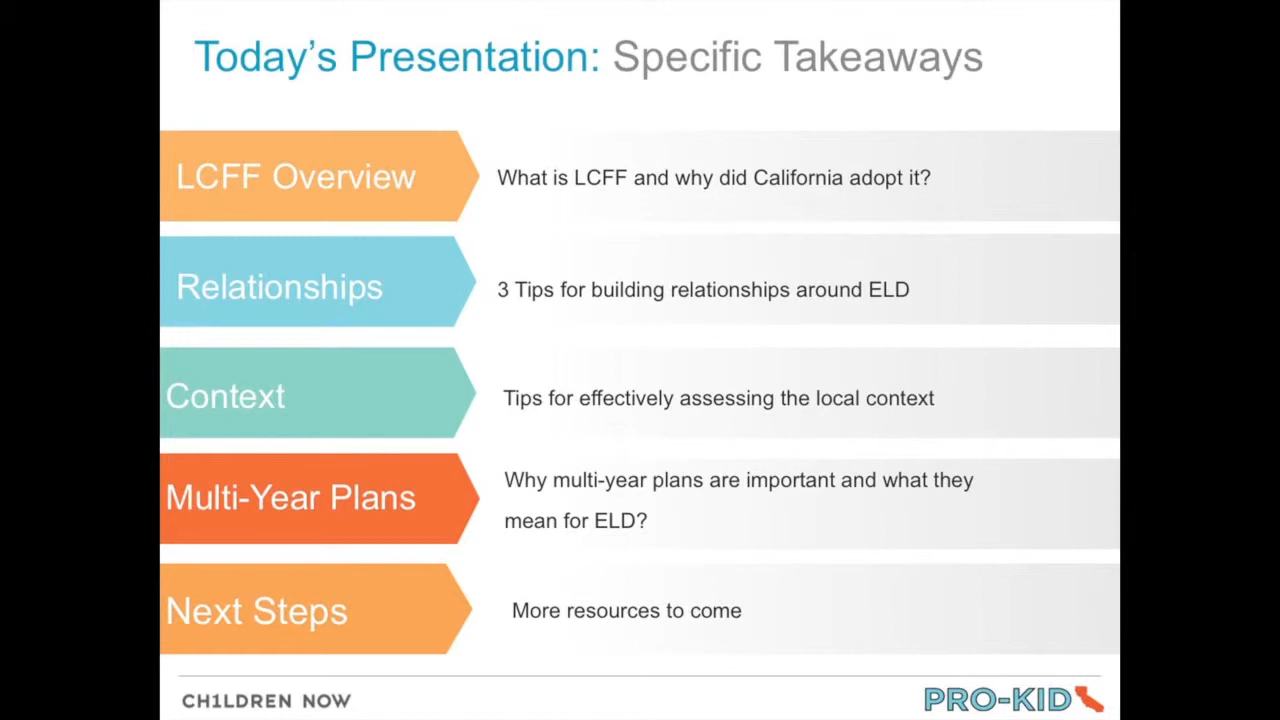 Today’s Presentation: Specific Takeaways
LCFF Overview
What is LCFF and why did California adopt it?
Relationships
3 Tips for building relationships around ELD
Context
Tips for effectively assessing the local context
Multi-Year Plans
Why multi-year plans are important and what they
mean for ELD?
Next Steps
More resources to come
CH1LDREN NOW
PRO-KID